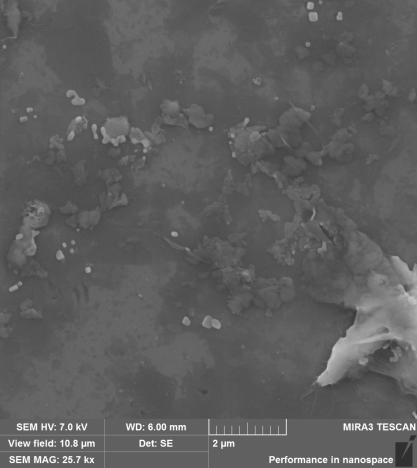 SEM HV: 7.0 kV WD: 6.00 mm MIRA3 TESCAN
View field: 10.8 µm Det: SE 2 µm
SEM MAG: 25.7 kx Performance in nanospace